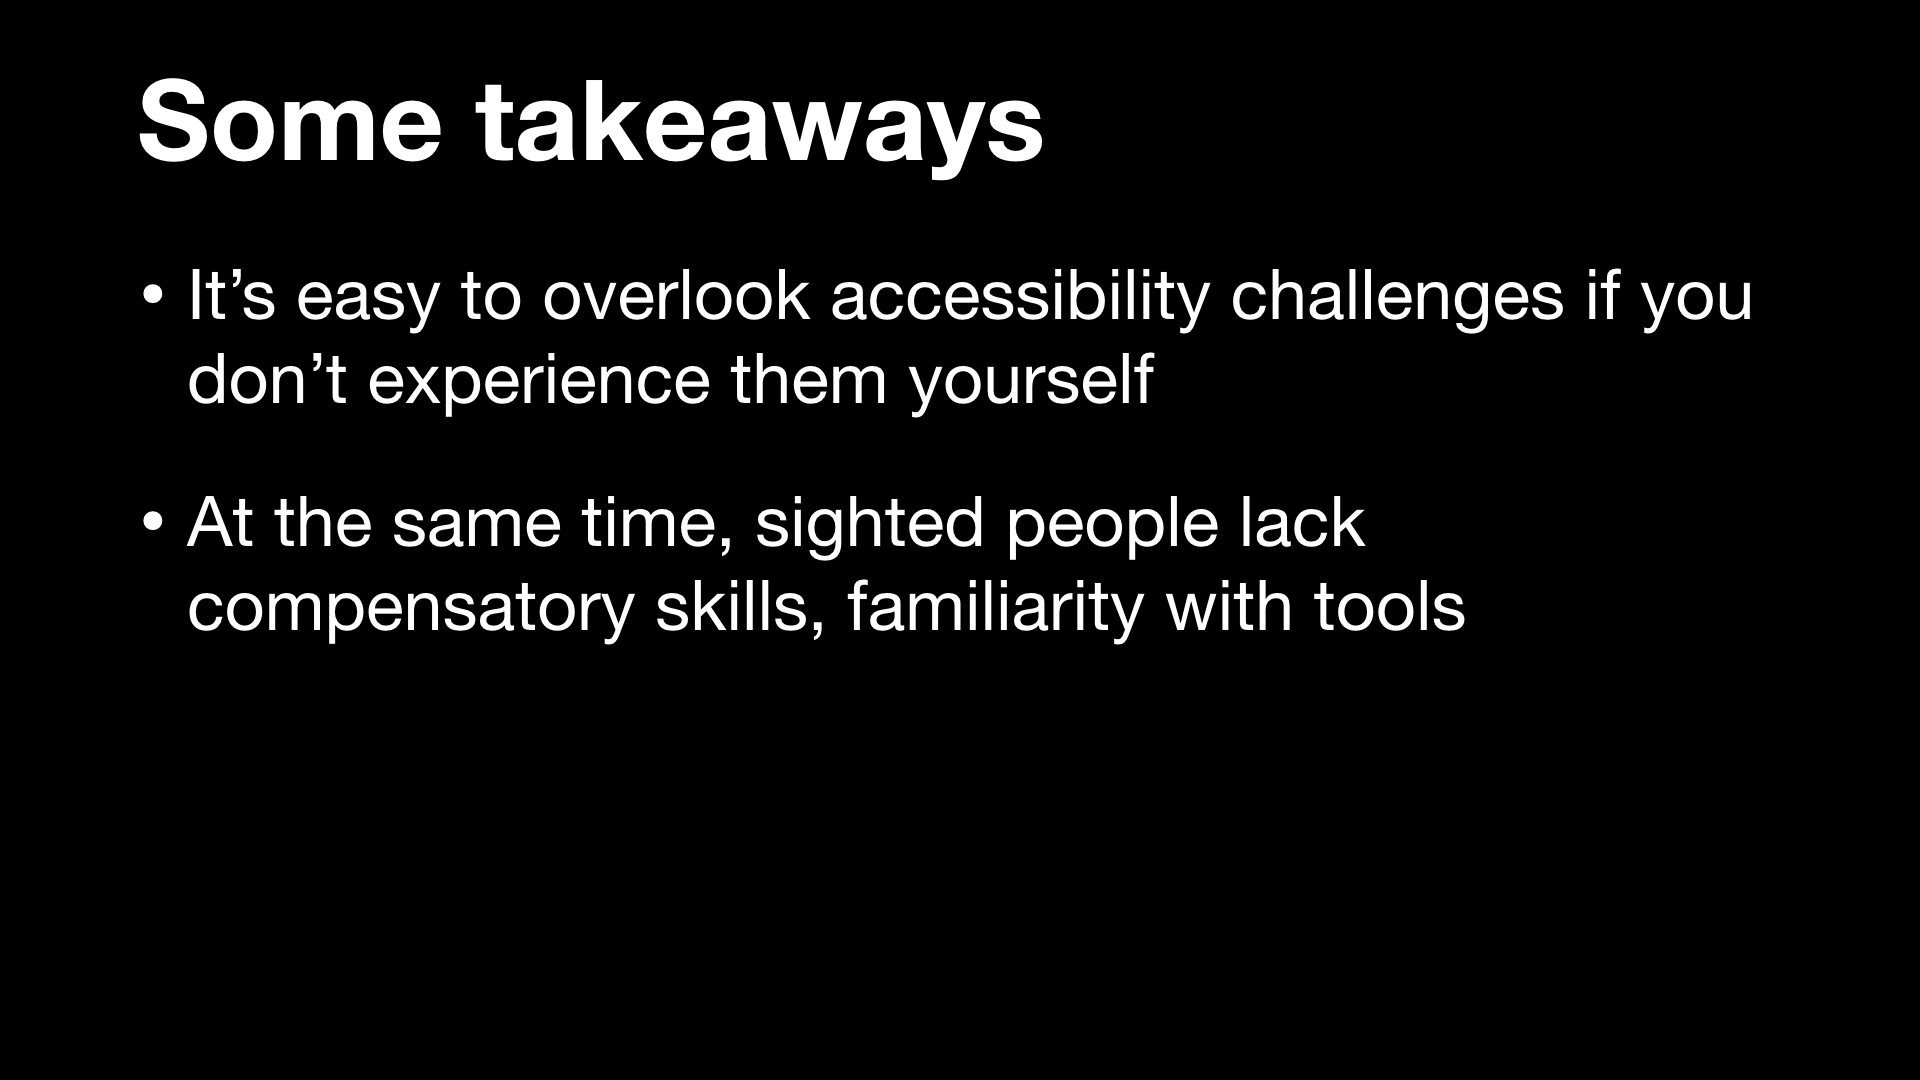 Some takeaways
• It’s easy to overlook accessibility challenges if you
don’t experience them yourself
• At the same time, sighted people lack
compensatory skills, familiarity with tools